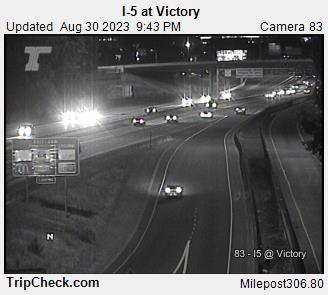 I-5 at Victory
Updated Aug 30 2023 9:43 PM Camera 83
T
N
83 - I5 @ Victory
TripCheck.com Milepost306.80